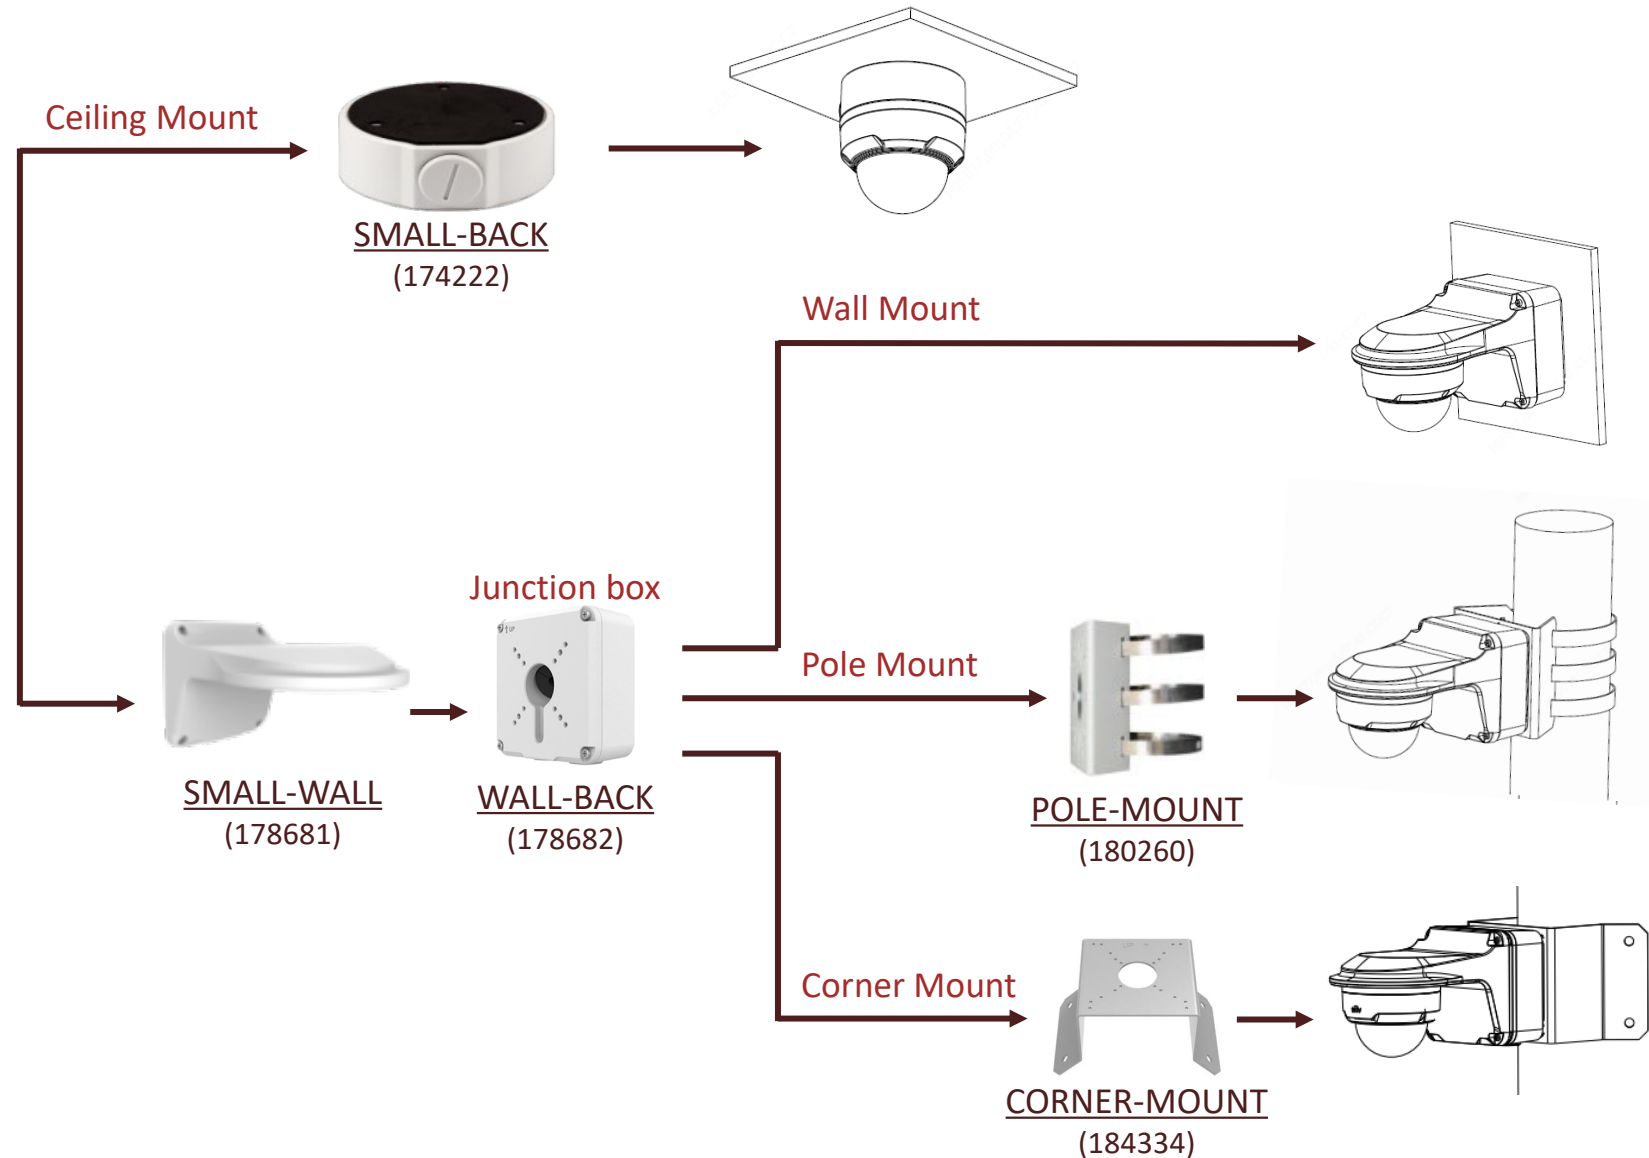 Ceiling Mount
SMALL-BACK
(174222)
Wall Mount
Junction box
UP
Pole Mount
SMALL-WALL
(178681)
WALL-BACK
(178682)
POLE-MOUNT
(180260)
Corner Mount
CORNER-MOUNT
(184334)